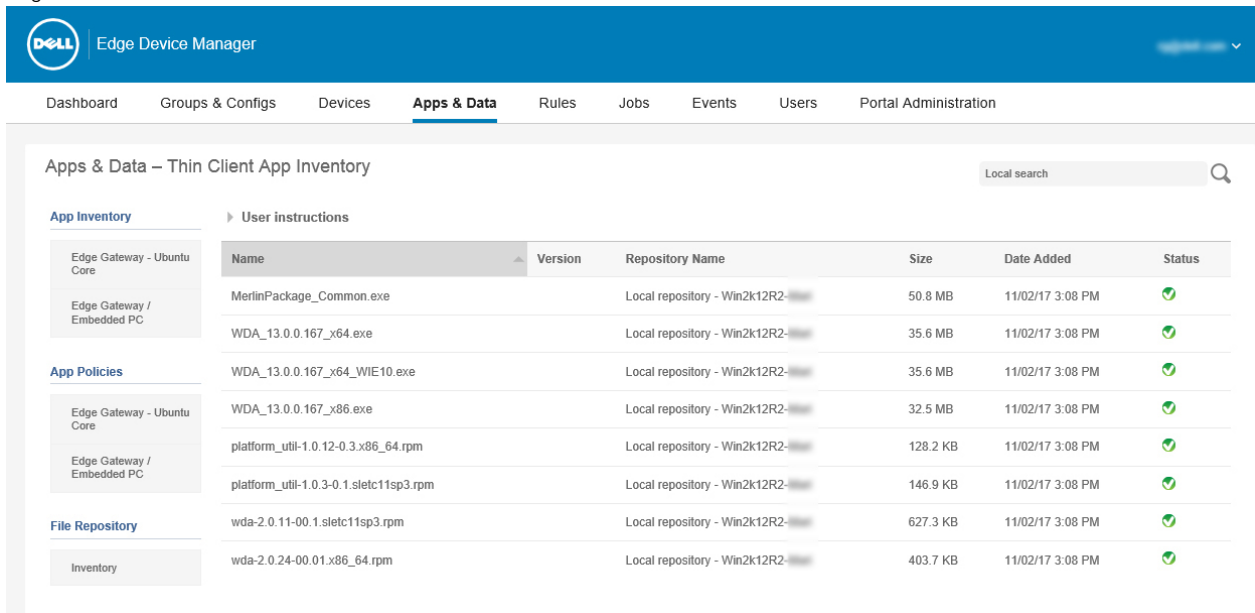 DELL
Edge Device Manager
Dashboard Groups & Configs Devices Apps & Data Rules Jobs Events Users Portal Administration
Apps & Data – Thin Client App Inventory
Local search
App Inventory
Edge Gateway - Ubuntu
Core
Edge Gateway /
Embedded PC
App Policies
Edge Gateway - Ubuntu
Core
Edge Gateway /
Embedded PC
File Repository
Inventory
User instructions
Name Version Repository Name Size Date Added Status
MerlinPackage_Common.exe Local repository - Win2k12R2- 50.8 MB 11/02/17 3:08 PM
WDA_13.0.0.167_x64.exe Local repository - Win2k12R2- 35.6 MB 11/02/17 3:08 PM
WDA_13.0.0.167_x64_WIE10.exe Local repository - Win2k12R2- 35.6 MB 11/02/17 3:08 PM
WDA_13.0.0.167_x86.exe Local repository - Win2k12R2- 32.5 MB 11/02/17 3:08 PM
platform_util-1.0.12-0.3.x86_64.rpm Local repository - Win2k12R2- 128.2 KB 11/02/17 3:08 PM
platform_util-1.0.3-0.1.sletc11sp3.rpm Local repository - Win2k12R2- 146.9 KB 11/02/17 3:08 PM
wda-2.0.11-00.1.sletc11sp3.rpm Local repository - Win2k12R2- 627.3 KB 11/02/17 3:08 PM
wda-2.0.24-00.01.x86_64.rpm Local repository - Win2k12R2- 403.7 KB 11/02/17 3:08 PM